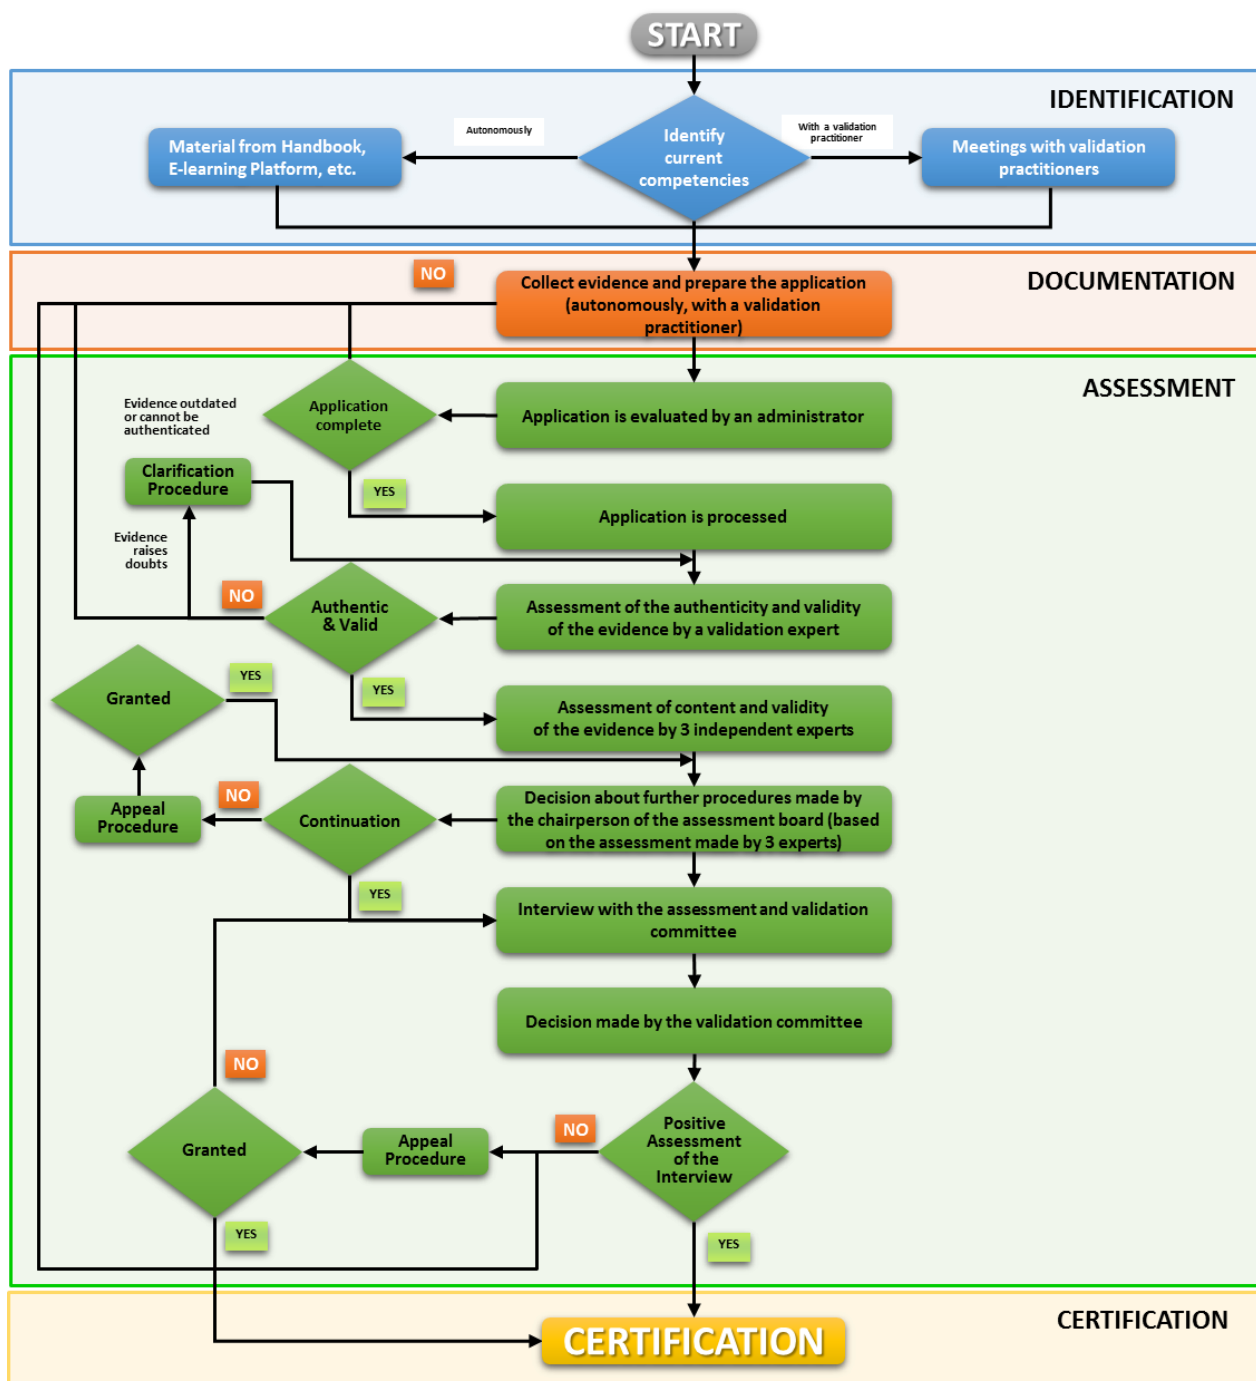 START
IDENTIFICATION
Autonomously
With a validation
practitioner
Material from Handbook,
E-learning Platform, etc.
Identify
current
competencies
Meetings with validation
practitioners
DOCUMENTATION
NO
Collect evidence and prepare the application
(autonomously, with a validation
practitioner)
ASSESSMENT
Evidence outdated
or cannot be
authenticated
Application
complete
Application is evaluated by an administrator
Clarification
Procedure
YES
Application is processed
Evidence
raises
doubts
NO
Authentic
& Valid
Assessment of the authenticity and validity
of the evidence by a validation expert
Granted
YES
YES
Assessment of content and validity
of the evidence by 3 independent experts
NO
Appeal
Procedure
Continuation
Decision about further procedures made by
the chairperson of the assessment board (based
on the assessment made by 3 experts)
YES
Interview with the assessment and validation
committee
Decision made by the validation committee
NO
Granted
Appeal
Procedure
NO
Positive
Assessment
of the
Interview
YES
YES
CERTIFICATION
CERTIFICATION